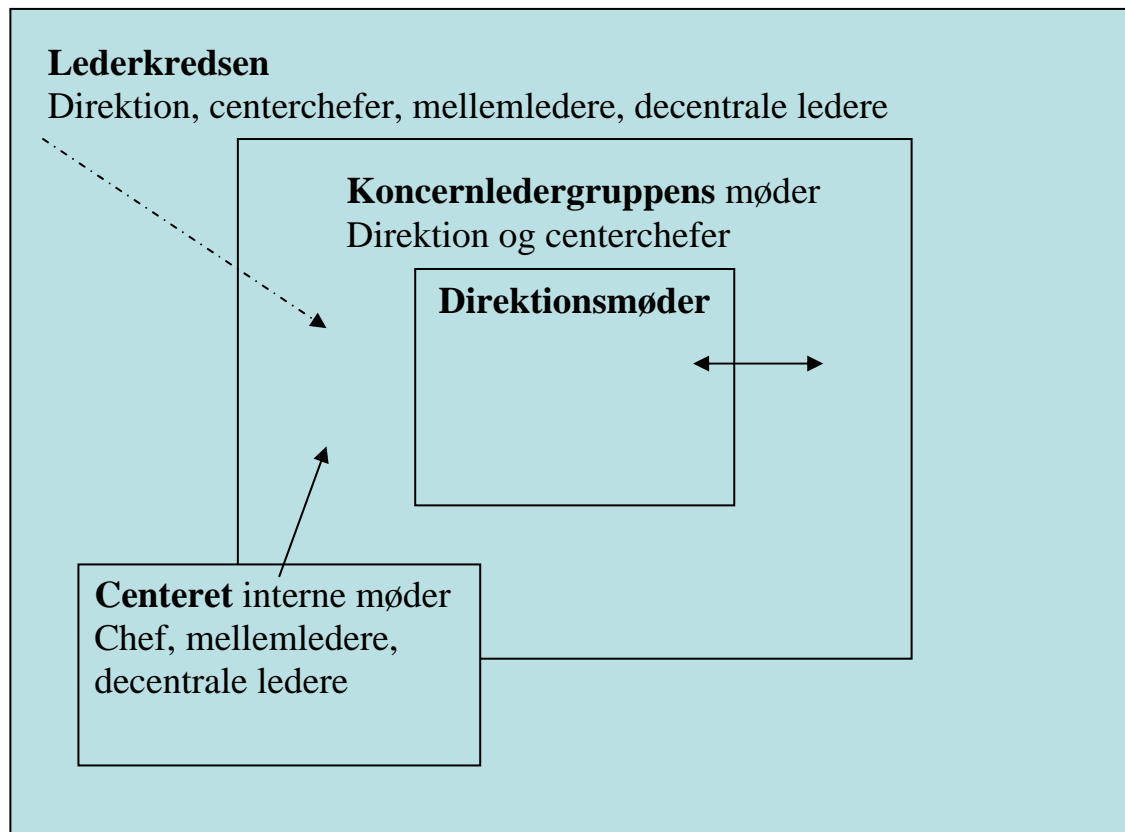 Lederkredsen
Direktion, centerchefer, mellemledere, decentrale ledere
Koncernledergruppens møder
Direktion og centerchefer
Direktionsmøder
Centeret interne møder
Chef, mellemledere,
decentrale ledere